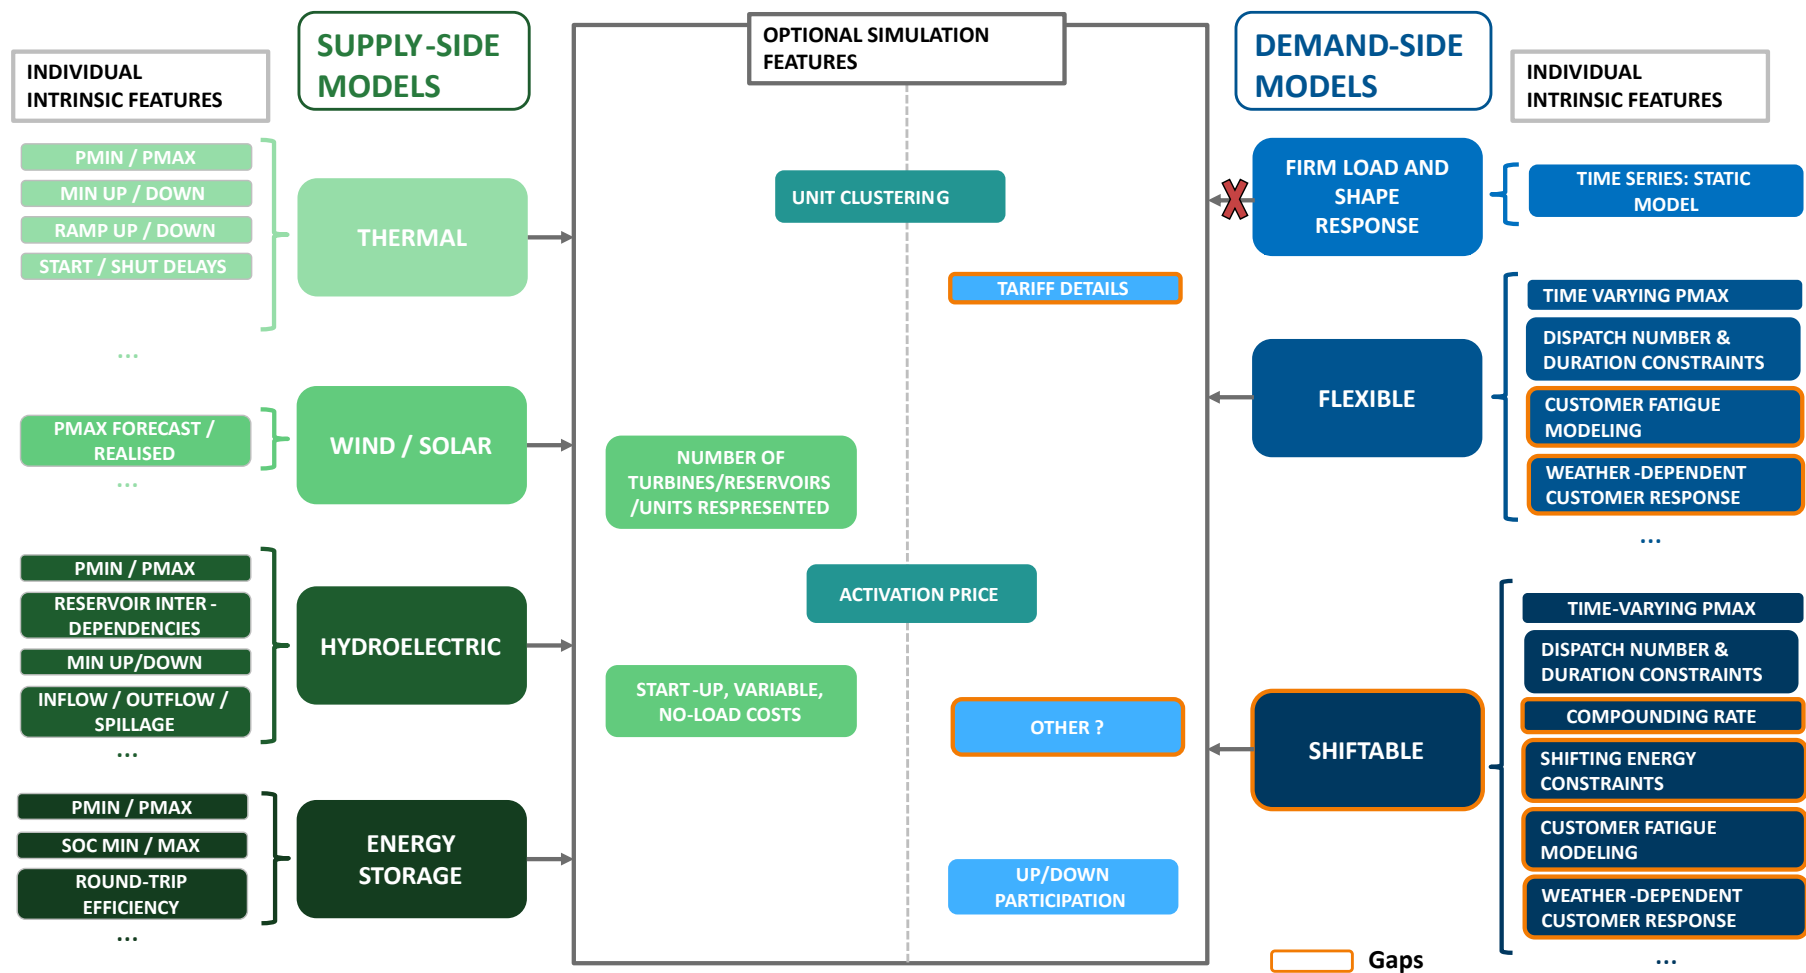 INDIVIDUAL
INTRINSIC FEATURES
SUPPLY-SIDE
MODELS
PMIN / PMAX
MIN UP / DOWN
RAMP UP / DOWN
START / SHUT DELAYS
...
THERMAL
PMAX FORECAST /
REALISED
...
WIND / SOLAR
PMIN / PMAX
RESERVOIR INTER -
DEPENDENCIES
MIN UP/DOWN
INFLOW / OUTFLOW /
SPILLAGE
...
HYDROELECTRIC
PMIN / PMAX
SOC MIN / MAX
ROUND-TRIP
EFFICIENCY
...
ENERGY
STORAGE
OPTIONAL SIMULATION
FEATURES
UNIT CLUSTERING
TARIFF DETAILS
NUMBER OF
TURBINES/RESERVOIRS
/UNITS RESPRESENTED
ACTIVATION PRICE
START -UP, VARIABLE,
NO-LOAD COSTS
OTHER ?
UP/DOWN
PARTICIPATION
DEMAND-SIDE
MODELS
INDIVIDUAL
INTRINSIC FEATURES
FIRM LOAD AND
SHAPE
RESPONSE
TIME SERIES: STATIC
MODEL
FLEXIBLE
TIME VARYING PMAX
DISPATCH NUMBER &
DURATION CONSTRAINTS
CUSTOMER FATIGUE
MODELING
WEATHER -DEPENDENT
CUSTOMER RESPONSE
...
SHIFTABLE
TIME-VARYING PMAX
DISPATCH NUMBER &
DURATION CONSTRAINTS
COMPOUNDING RATE
SHIFTING ENERGY
CONSTRAINTS
CUSTOMER FATIGUE
MODELING
WEATHER -DEPENDENT
CUSTOMER RESPONSE
...
Gaps